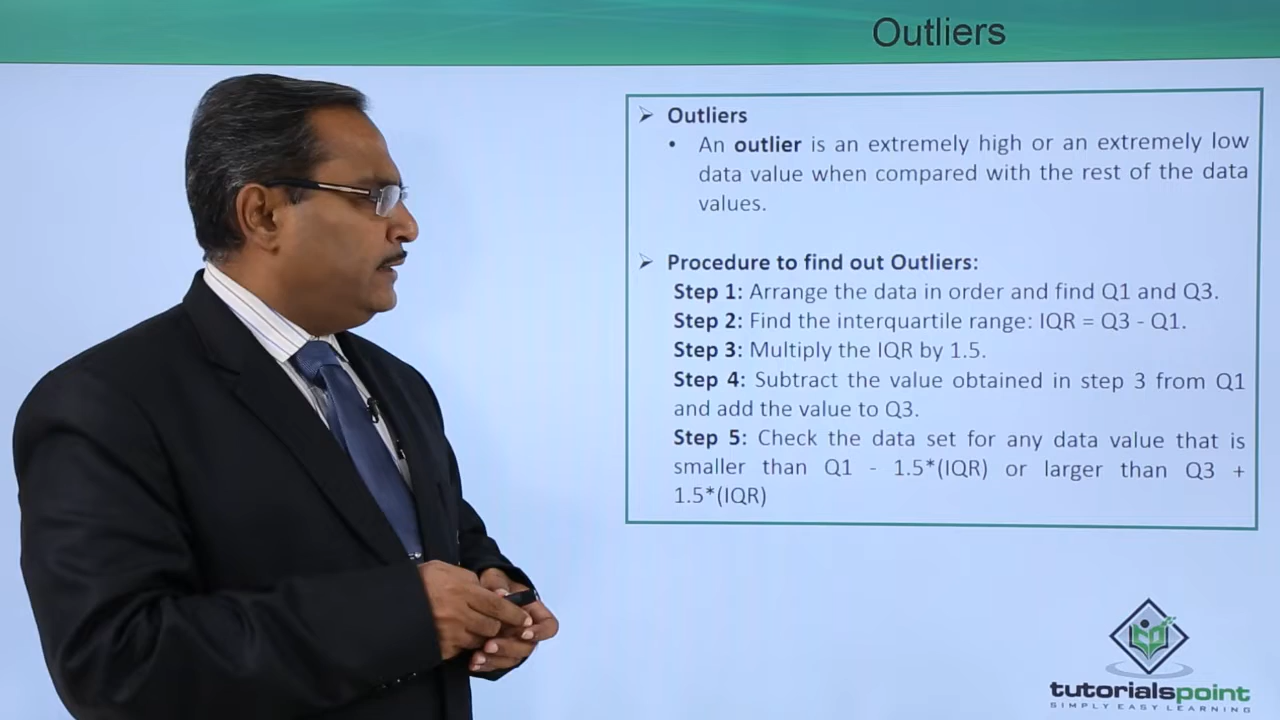 Outliers
➢ Outliers
• An outlier is an extremely high or an extremely low
data value when compared with the rest of the data
values.
➢ Procedure to find out Outliers:
Step 1: Arrange the data in order and find Q1 and Q3.
Step 2: Find the interquartile range: IQR = Q3 - Q1.
Step 3: Multiply the IQR by 1.5.
Step 4: Subtract the value obtained in step 3 from Q1
and add the value to Q3.
Step 5: Check the data set for any data value that is
smaller than Q1 - 1.5*(IQR) or larger than Q3 +
1.5*(IQR)
tutorialspoint
SIMPLY EASY LEARNING